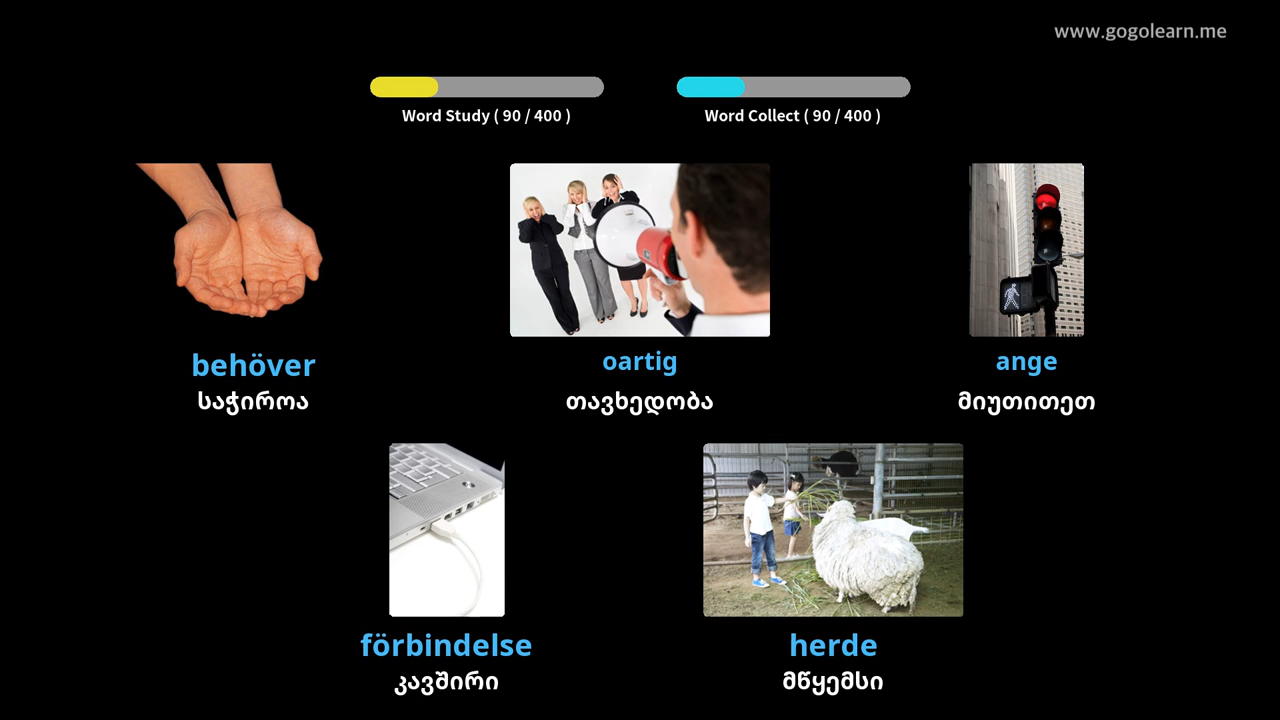 www.gogolearn.me
Word Study ( 90 / 400 )
Word Collect ( 90 / 400 )
behöver
საჭიროა
oartig
თავხედობა
ange
მიუთითეთ
förbindelse
კავშირი
herde
მწყემსი